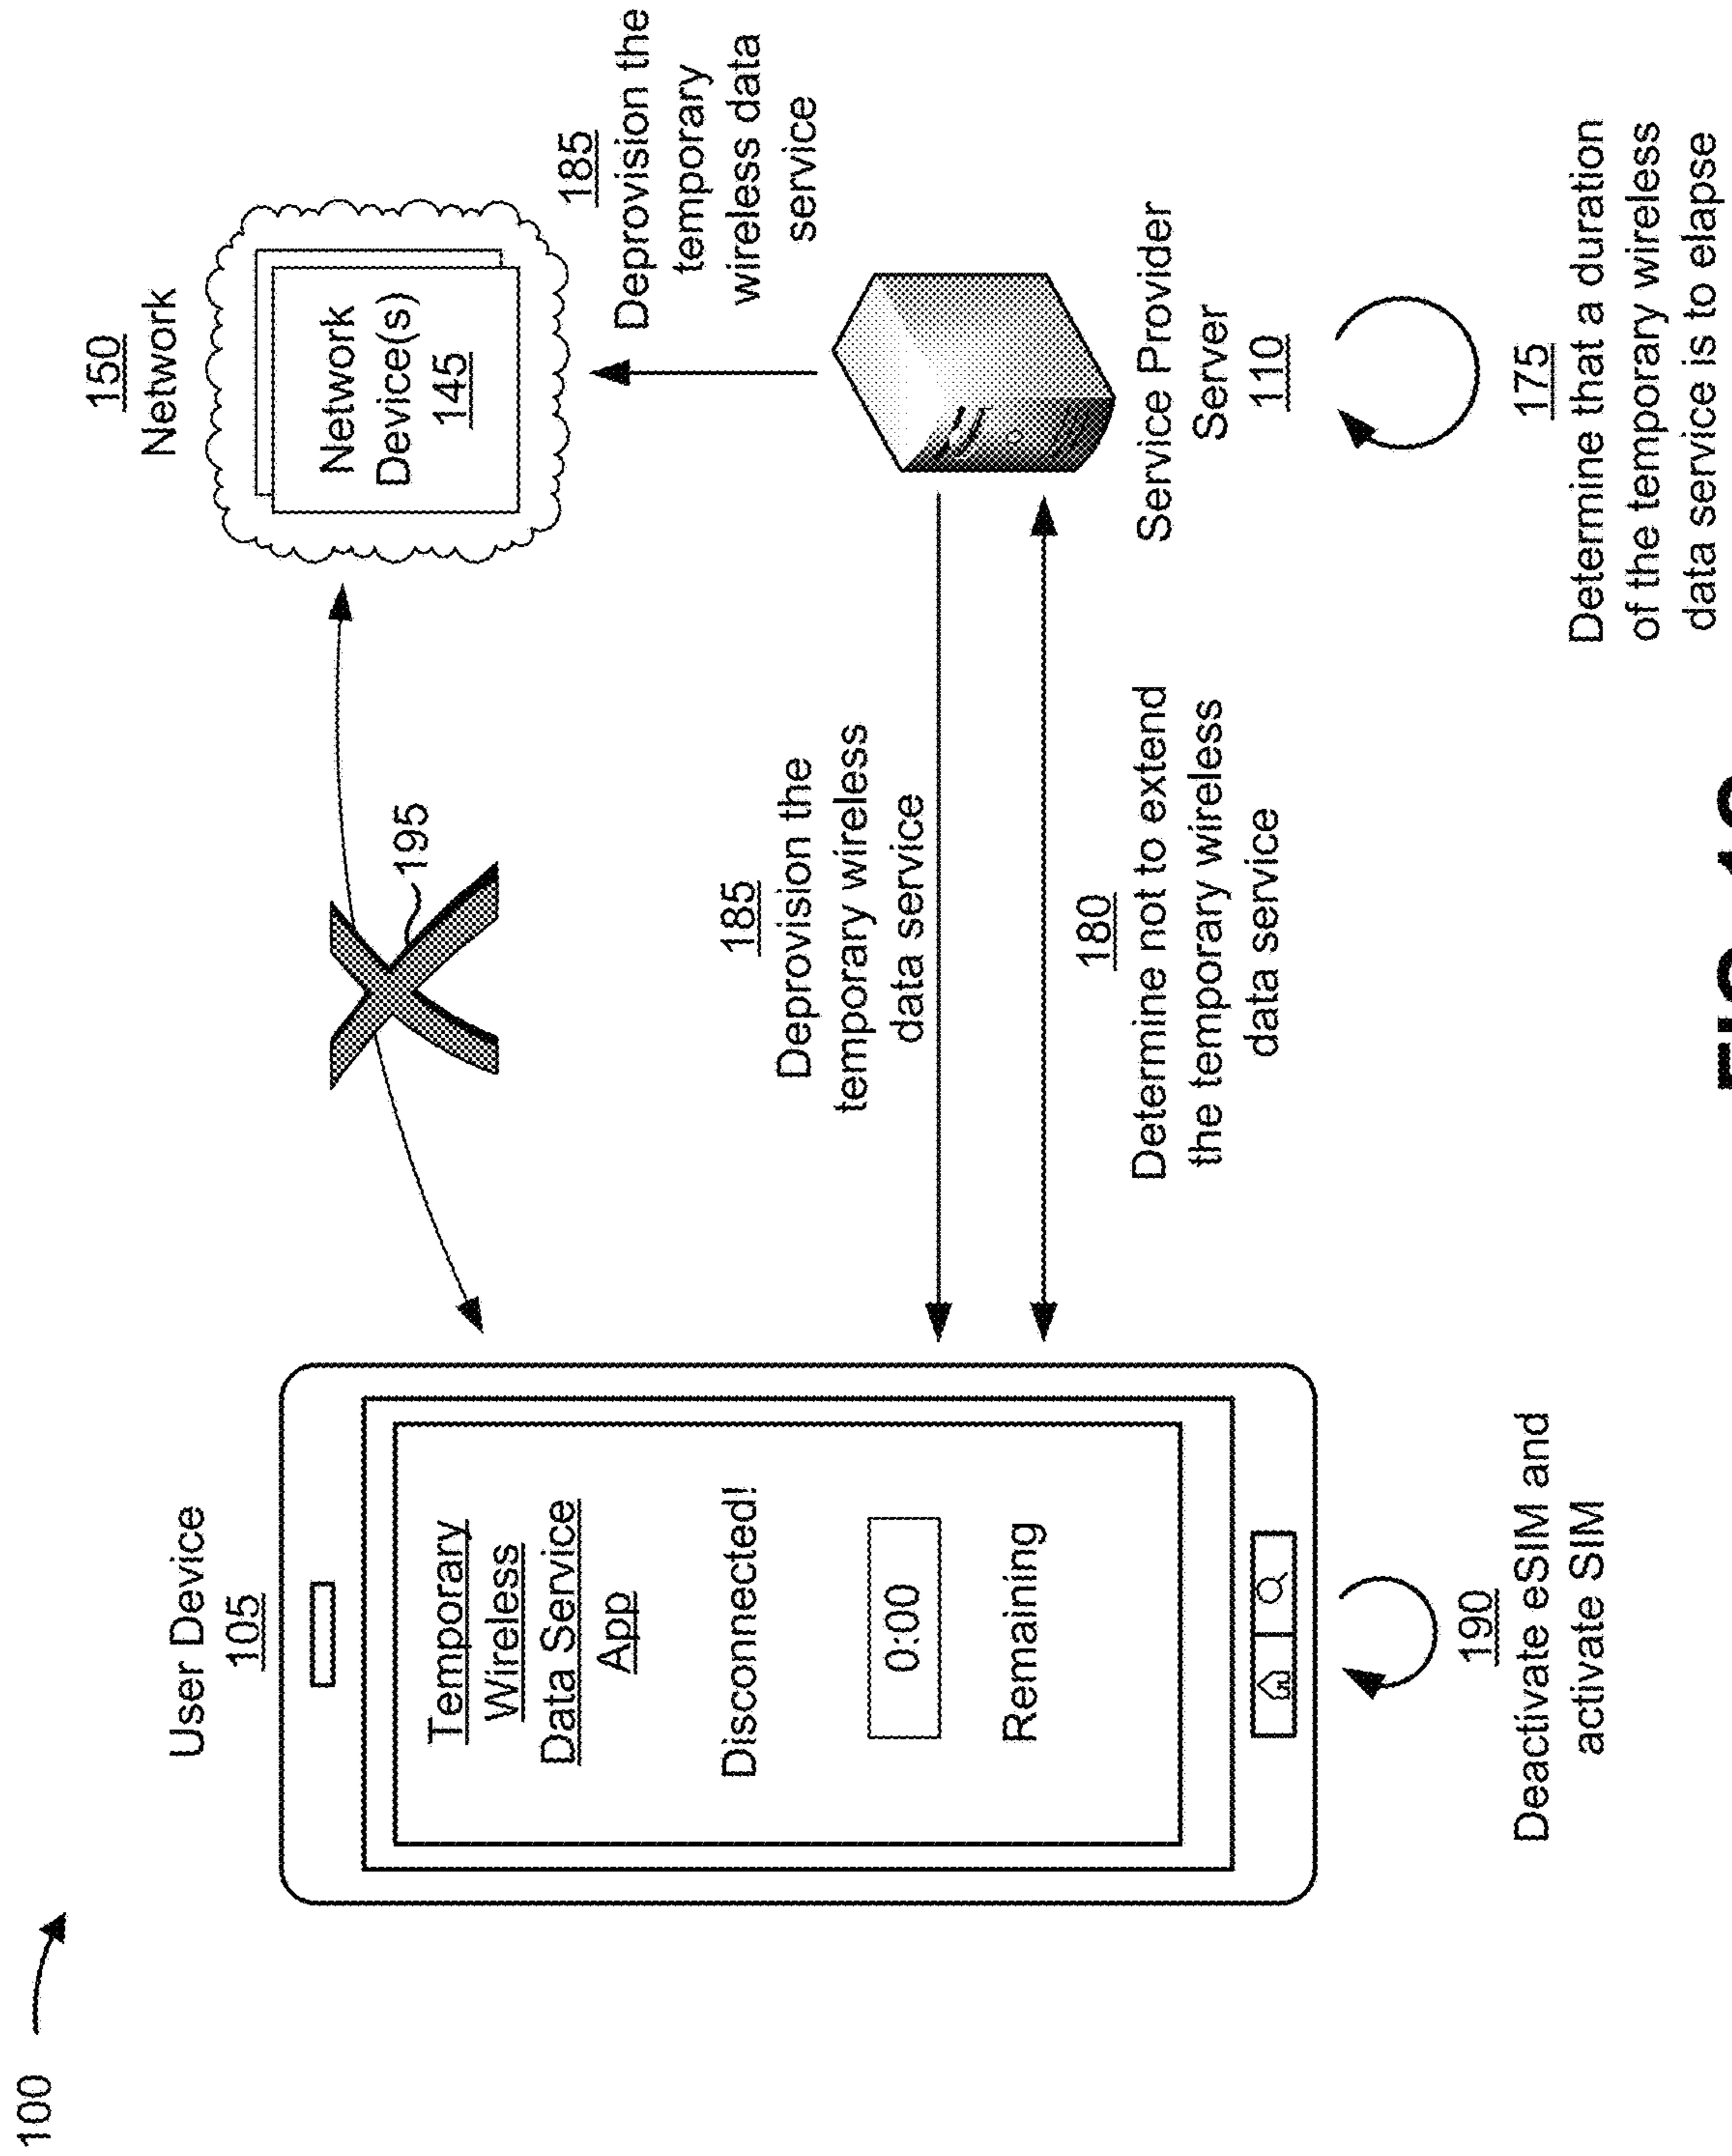 100
User Device
105
Temporary
Wireless
Data Service
App
Disconnected!
0:00
Remaining
190
Deactivate eSIM and
activate SIM
195
185
Deprovision the
temporary wireless
data service
180
Determine not to extend
the temporary wireless
data service
150
Network
Network
Device(s)
145
185
Deprovision the
temporary
wireless data
service
Service Provider
Server
110
175
Determine that a duration
of the temporary wireless
data service is to elapse